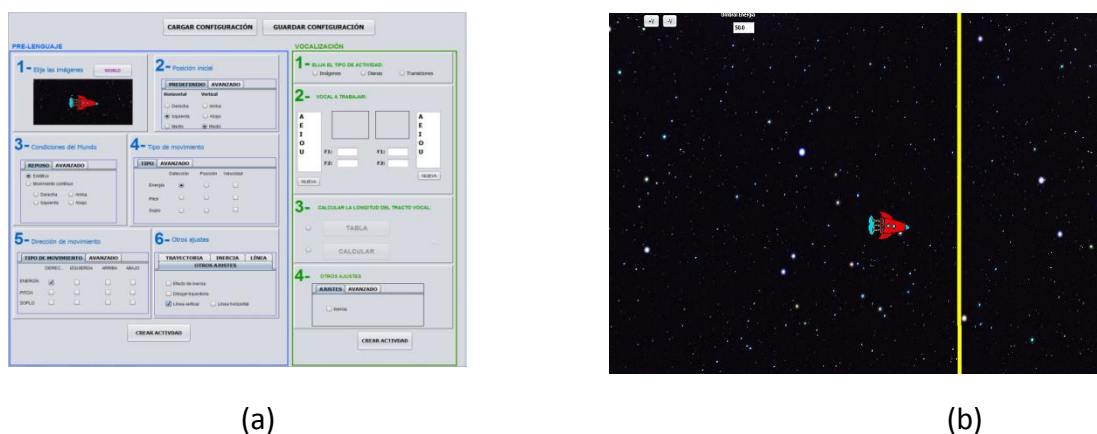 CARGAR CONFIGURACIÓN GUARDAR CONFIGURACIÓN
PRE-LENGUAJE
1- Elija las imágenes WORLD
2- Posición inicial
PREDEFINIDO AVANZADO
Horizontal Vertical
Derecha Arriba
Izquierda Abajo
Medio Medio
3- Condiciones del Mundo
REPOSO AVANZADO
Estático
Movimiento continuo
Derecha Arriba
Izquierda Abajo
4- Tipo de movimiento
TIPO AVANZADO
Detección Posición Velocidad
Energía
Pitch
Soplo
5- Dirección de movimiento
TIPO DE MOVIMIENTO AVANZADO
DEREC. IZQUIERDA ARRIBA ABAJO
ENERGÍA
PITCH
SOPLO
6- Otros ajustes
TRAYECTORIA INERCIA LÍNEA
OTROS AJUSTES
Efecto de inercia
Dibujar trayectoria
Línea vertical Línea horizontal
CREAR ACTIVIDAD
VOCALIZACIÓN
1- ELIJA EL TIPO DE ACTIVIDAD:
Imágenes Dianas Transiciones
2- VOCAL A TRABAJAR:
A A
E E
I I
O O
U F1: F1: U
F2: F2:
NUEVA NUEVA
3- CALCULAR LA LONGITUD DEL TRACTO VOCAL:
TABLA
CALCULAR
4- OTROS AJUSTES
AJUSTES AVANZADO
Inercia
CREAR ACTIVIDAD
+V -V Umbral Energía
50.0
(a) (b)